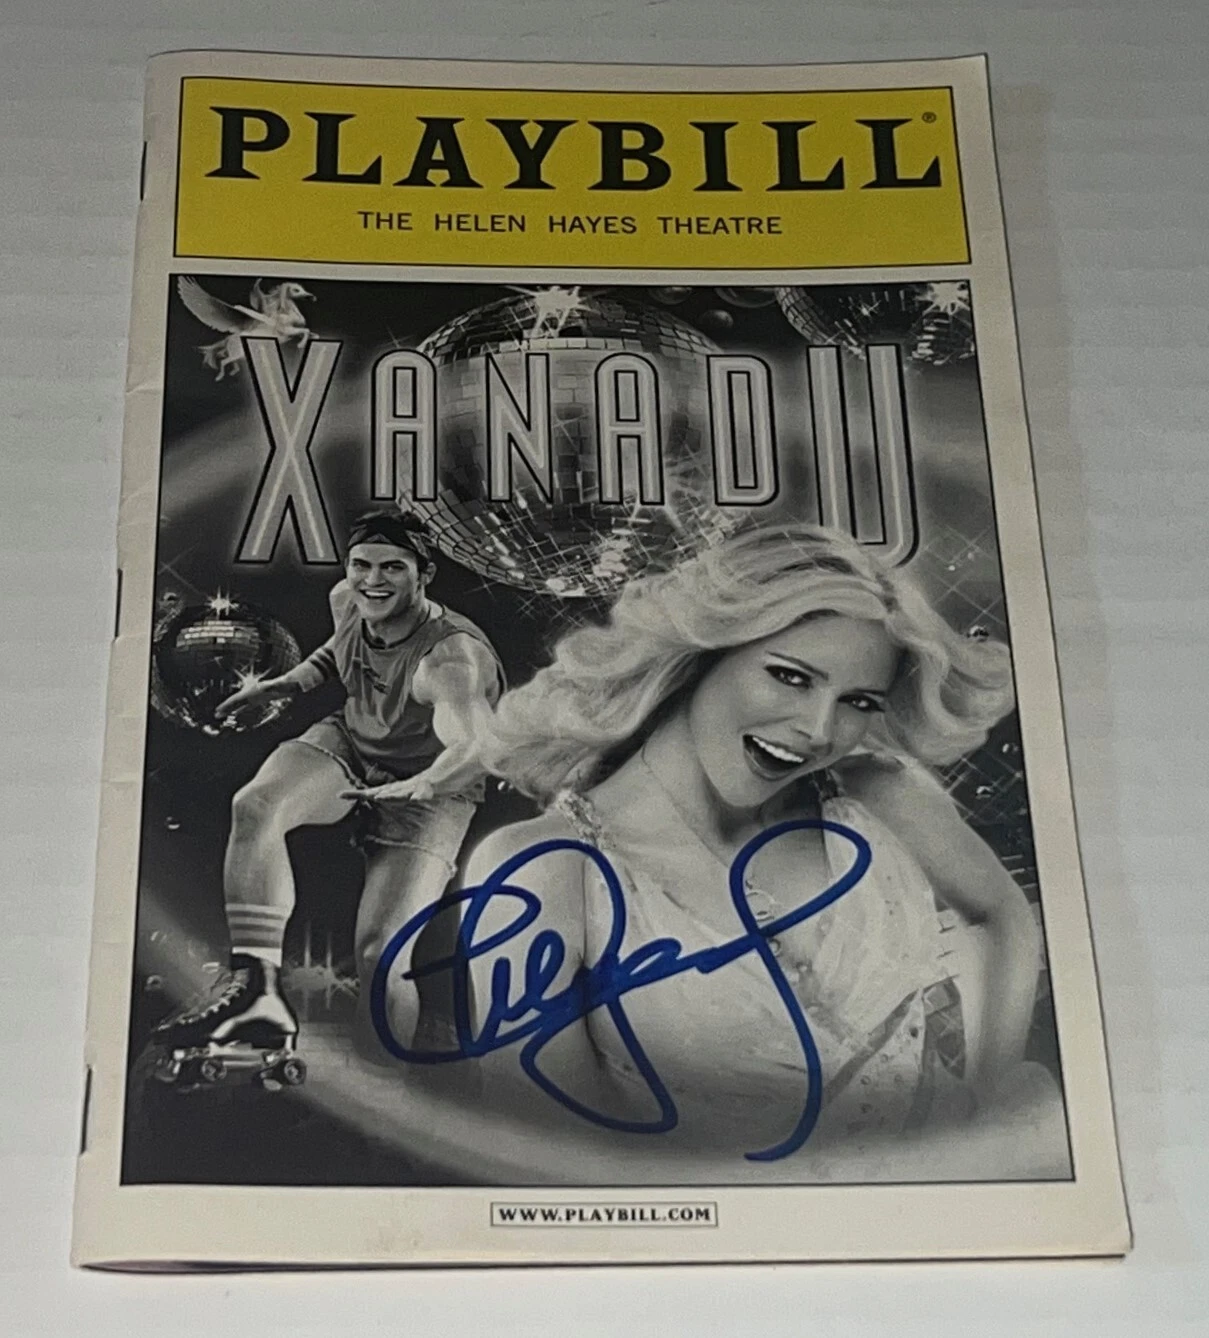 PLAYBILL®
THE HELEN HAYES THEATRE
XANADU
WWW.PLAYBILL.COM